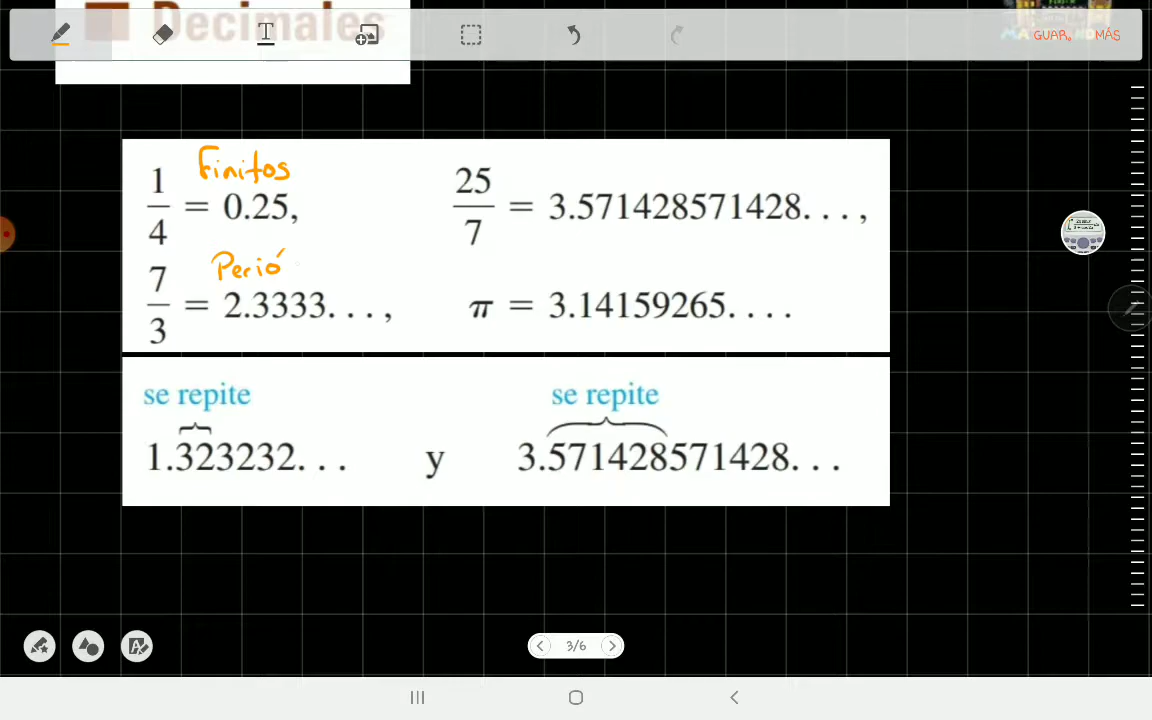 Decimales
T
GUAR.
MÁS
Finitos
1/4 = 0.25,
25/7 = 3.571428571428. . . ,
Perió
7/3 = 2.3333. . . ,
π = 3.14159265. . . .
se repite
se repite
1.323232. . .
y
3.571428571428. . .
3/6